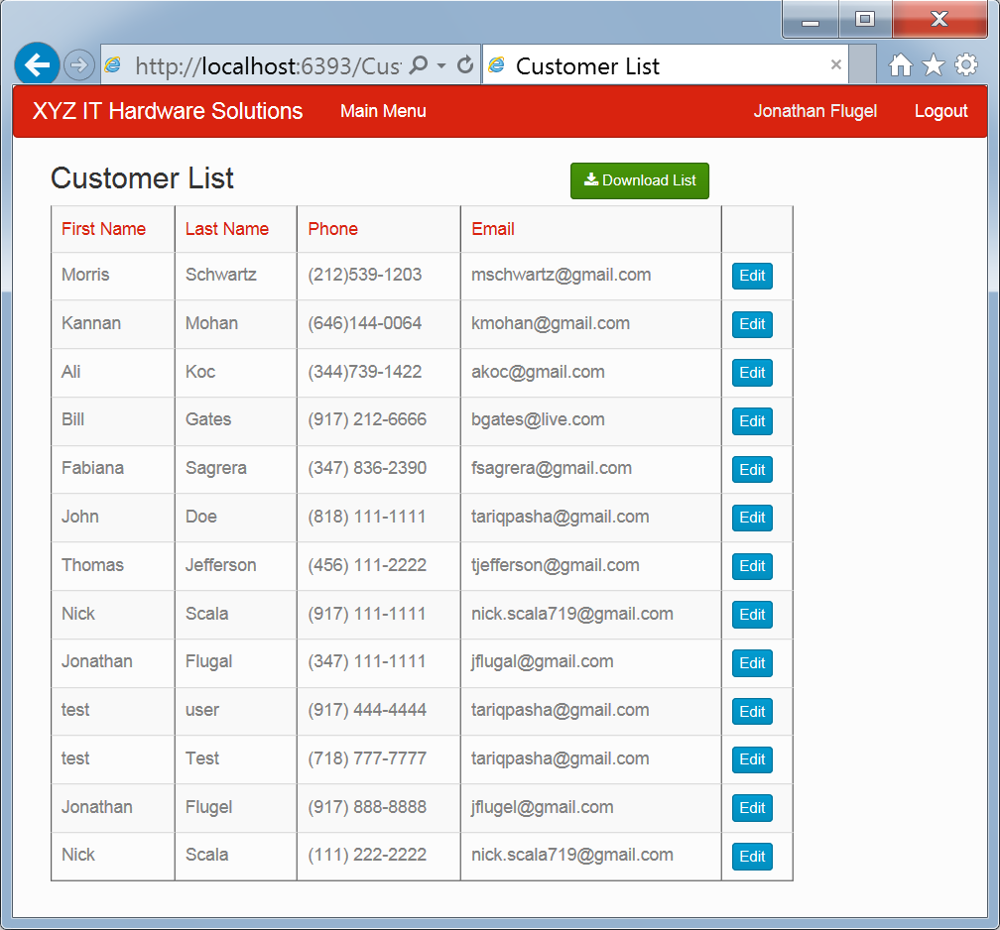 http://localhost:6393/Cus
Customer List
XYZ IT Hardware Solutions Main Menu Jonathan Flugel Logout
Customer List Download List
First Name Last Name Phone Email
Morris Schwartz (212)539-1203 mschwartz@gmail.com Edit
Kannan Mohan (646)144-0064 kmohan@gmail.com Edit
Ali Koc (344)739-1422 akoc@gmail.com Edit
Bill Gates (917) 212-6666 bgates@live.com Edit
Fabiana Sagrera (347) 836-2390 fsagrera@gmail.com Edit
John Doe (818) 111-1111 tariqpasha@gmail.com Edit
Thomas Jefferson (456) 111-2222 tjefferson@gmail.com Edit
Nick Scala (917) 111-1111 nick.scala719@gmail.com Edit
Jonathan Flugal (347) 111-1111 jflugal@gmail.com Edit
test user (917) 444-4444 tariqpasha@gmail.com Edit
test Test (718) 777-7777 tariqpasha@gmail.com Edit
Jonathan Flugel (917) 888-8888 jflugel@gmail.com Edit
Nick Scala (111) 222-2222 nick.scala719@gmail.com Edit